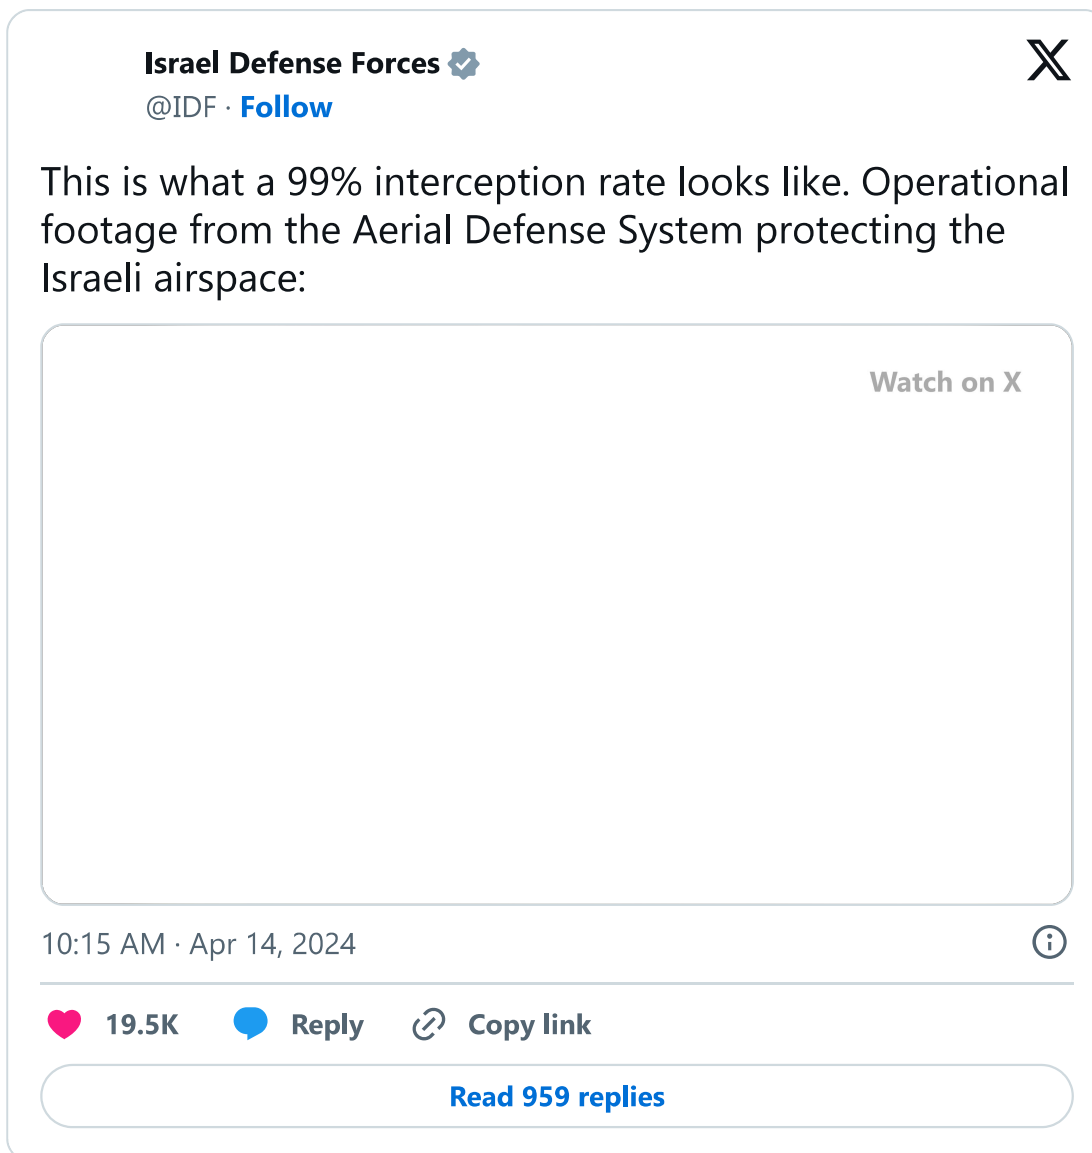 Israel Defense Forces
@IDF · Follow
This is what a 99% interception rate looks like. Operational
footage from the Aerial Defense System protecting the
Israeli airspace:
Watch on X
10:15 AM · Apr 14, 2024
19.5K Reply Copy link
Read 959 replies